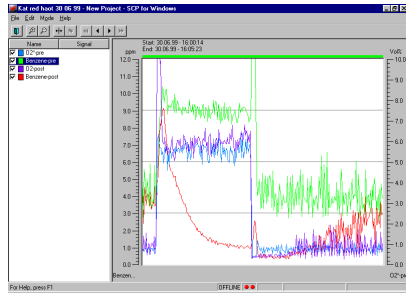 Kat red haot 30 06 99 - New Project - SCP for Windows
File Edit Mode Help
Name Signal
O2*-pre
Benzene-pre
O2-post
Benzene-post
Start: 30.06.99 - 16:00:14
End: 30.06.99 - 16:05:23
ppm Vol%
12.0 10.0
11.0
10.0 9.0
9.0 8.0
8.0 7.0
7.0 6.0
6.0 5.0
5.0 4.0
4.0 3.0
3.0 2.0
2.0
1.0 1.0
0.0 0.0
Benzen... O2*-pre
For Help, press F1 OFFLINE